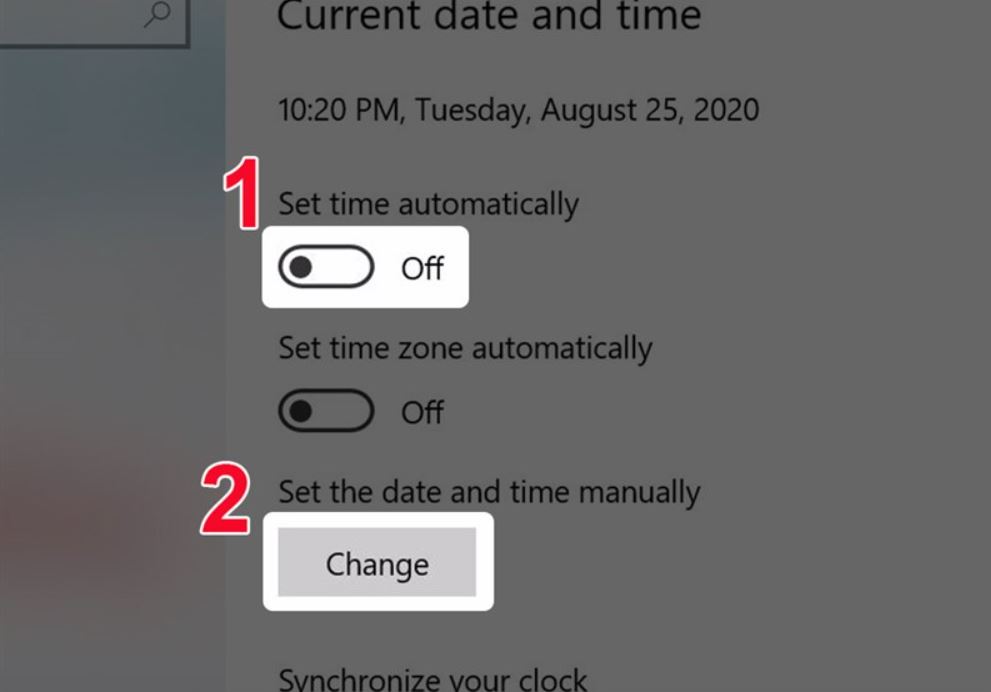 Current date and time
10:20 PM, Tuesday, August 25, 2020
1
Set time automatically
Off
Set time zone automatically
Off
2
Set the date and time manually
Change
Synchronize your clock